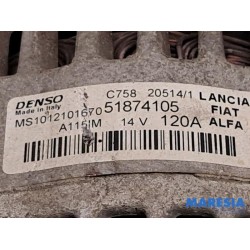 DENSO C758 20514/1 LANCIA
Made in Italy FIAT
MS1012101670 51874105
A115IM 14 V 120A ALFA
MARESIA